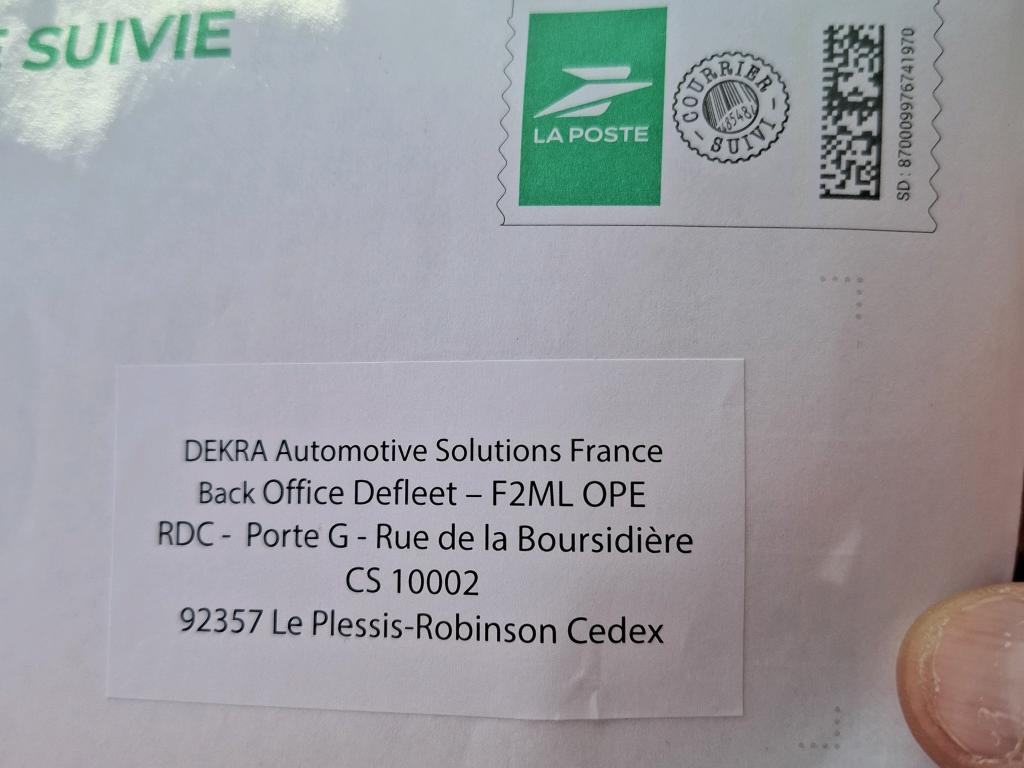 SUIVIE
LA POSTE
COURRIER
SUIVI
SD : 870009976741970
DEKRA Automotive Solutions France
Back Office Defleet – F2ML OPE
RDC - Porte G - Rue de la Boursidière
CS 10002
92357 Le Plessis-Robinson Cedex